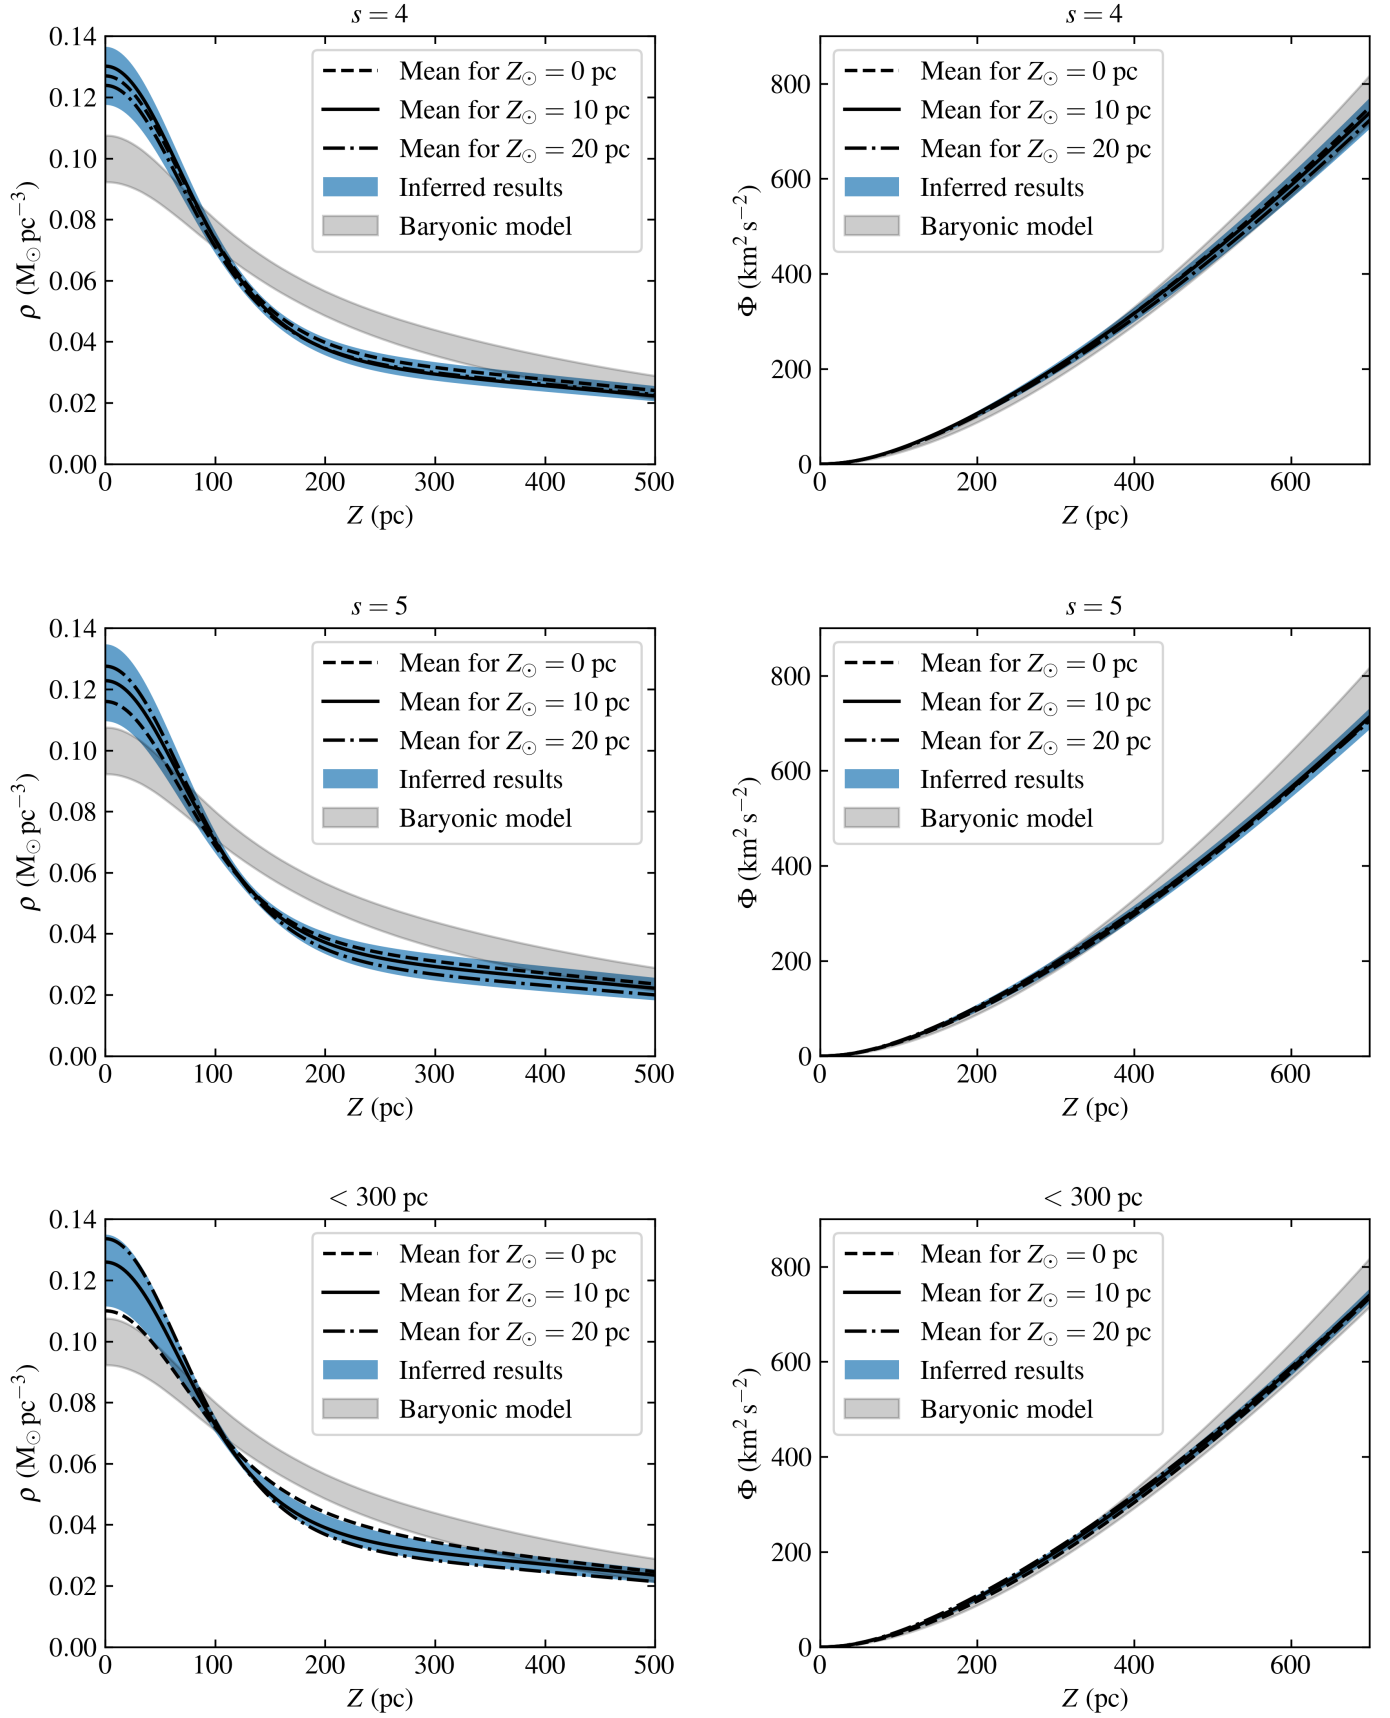 s = 4
0.14
0.12
0.10
0.08
0.06
0.04
0.02
0.00
ρ (M☉ pc⁻³)
Mean for Z☉ = 0 pc
Mean for Z☉ = 10 pc
Mean for Z☉ = 20 pc
Inferred results
Baryonic model
0 100 200 300 400 500
Z (pc)
s = 4
800
600
400
200
0
Φ (km² s⁻²)
Mean for Z☉ = 0 pc
Mean for Z☉ = 10 pc
Mean for Z☉ = 20 pc
Inferred results
Baryonic model
0 200 400 600
Z (pc)
s = 5
0.14
0.12
0.10
0.08
0.06
0.04
0.02
0.00
ρ (M☉ pc⁻³)
Mean for Z☉ = 0 pc
Mean for Z☉ = 10 pc
Mean for Z☉ = 20 pc
Inferred results
Baryonic model
0 100 200 300 400 500
Z (pc)
s = 5
800
600
400
200
0
Φ (km² s⁻²)
Mean for Z☉ = 0 pc
Mean for Z☉ = 10 pc
Mean for Z☉ = 20 pc
Inferred results
Baryonic model
0 200 400 600
Z (pc)
< 300 pc
0.14
0.12
0.10
0.08
0.06
0.04
0.02
0.00
ρ (M☉ pc⁻³)
Mean for Z☉ = 0 pc
Mean for Z☉ = 10 pc
Mean for Z☉ = 20 pc
Inferred results
Baryonic model
0 100 200 300 400 500
Z (pc)
< 300 pc
800
600
400
200
0
Φ (km² s⁻²)
Mean for Z☉ = 0 pc
Mean for Z☉ = 10 pc
Mean for Z☉ = 20 pc
Inferred results
Baryonic model
0 200 400 600
Z (pc)